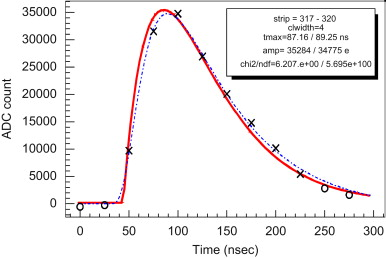 35000
30000
25000
20000
15000
10000
5000
0
ADC count
strip = 317 - 320
clwidth=4
tmax=87.16 / 89.25 ns
amp= 35284 / 34775 e
chi2/ndf=6.207.e+00 / 5.695e+100
0 50 100 150 200 250 300
Time (nsec)